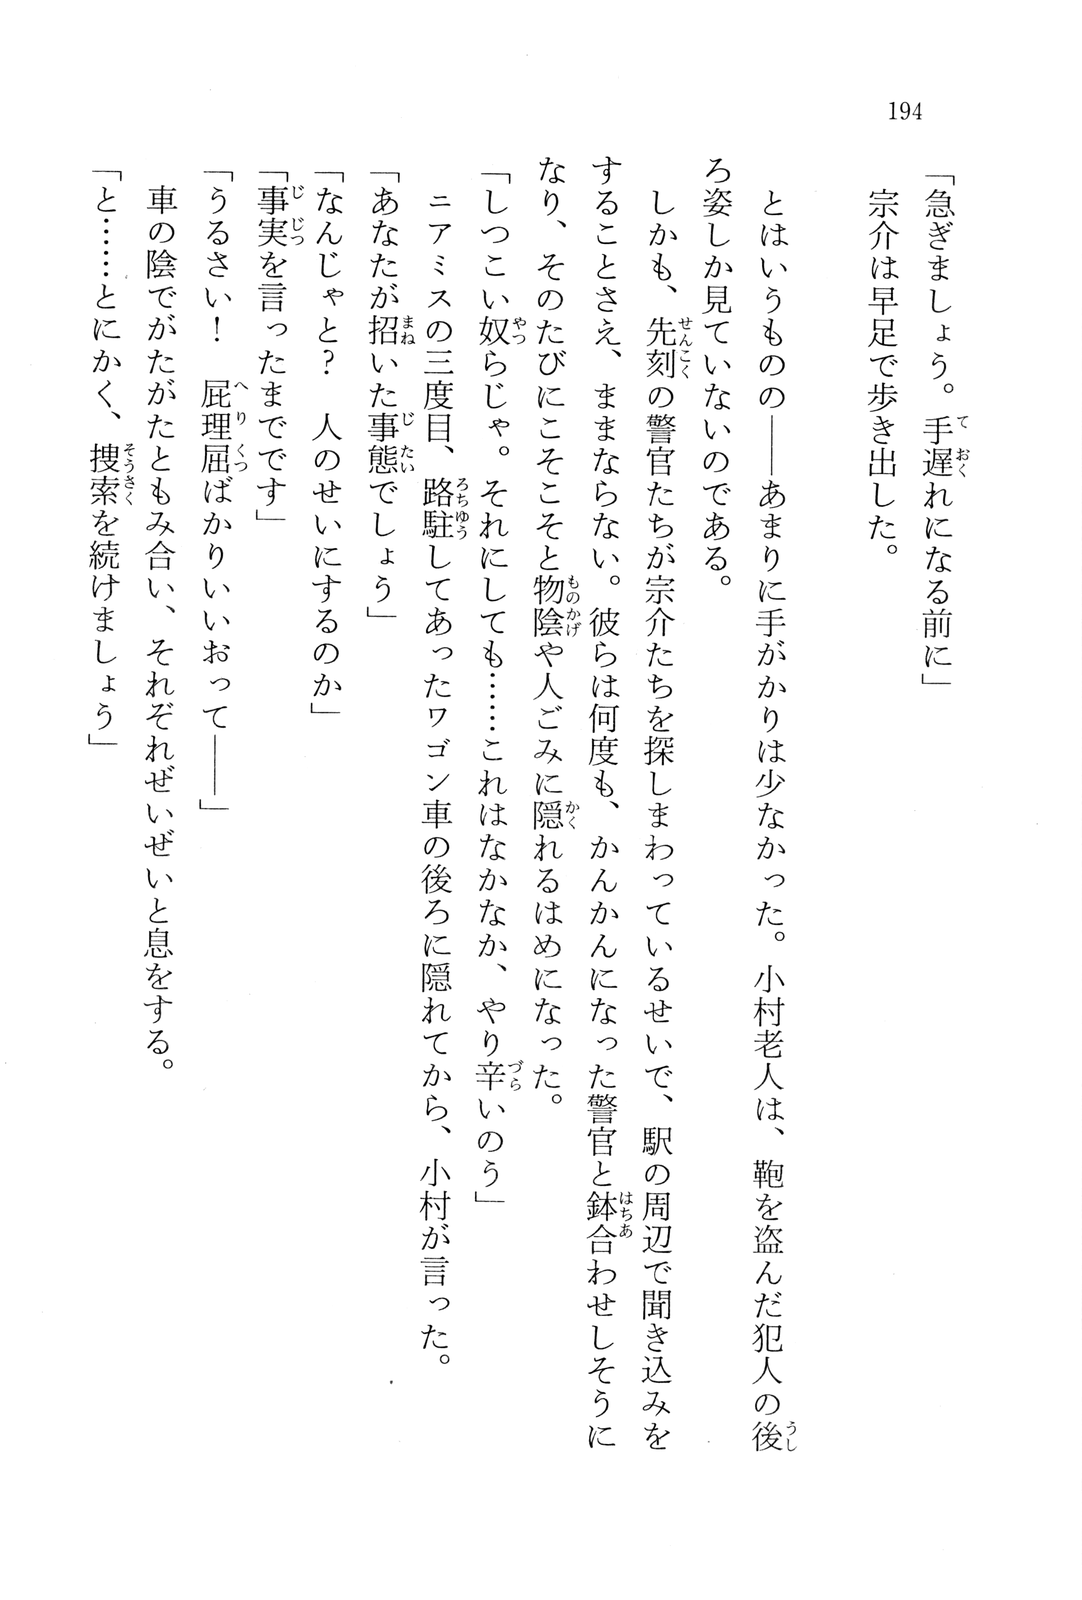 194
「急ぎましょう。手遅れになる前に」
宗介は早足で歩き出した。
とはいうものの――あまりに手がかりは少なかった。小村老人は、鞄を盗んだ犯人の後
ろ姿しか見ていないのである。
しかも、先刻の警官たちが宗介たちを探しまわっているせいで、駅の周辺で聞き込みを
することさえ、ままならない。彼らは何度も、かんかんになった警官と鉢合わせしそうに
なり、そのたびにこそこそと物陰や人ごみに隠れるはめになった。
「しつこい奴らじゃ。それにしても……これはなかなか、やり辛いのう」
ニアミスの三度目、路駐してあったワゴン車の後ろに隠れてから、小村が言った。
「あなたが招いた事態でしょう」
「なんじゃと？　人のせいにするのか」
「事実を言ったまでです」
「うるさい！　屁理屈ばかりいいおって――」
車の陰でがたがたともみ合い、それぞれぜいぜいと息をする。
「と……とにかく、捜索を続けましょう」